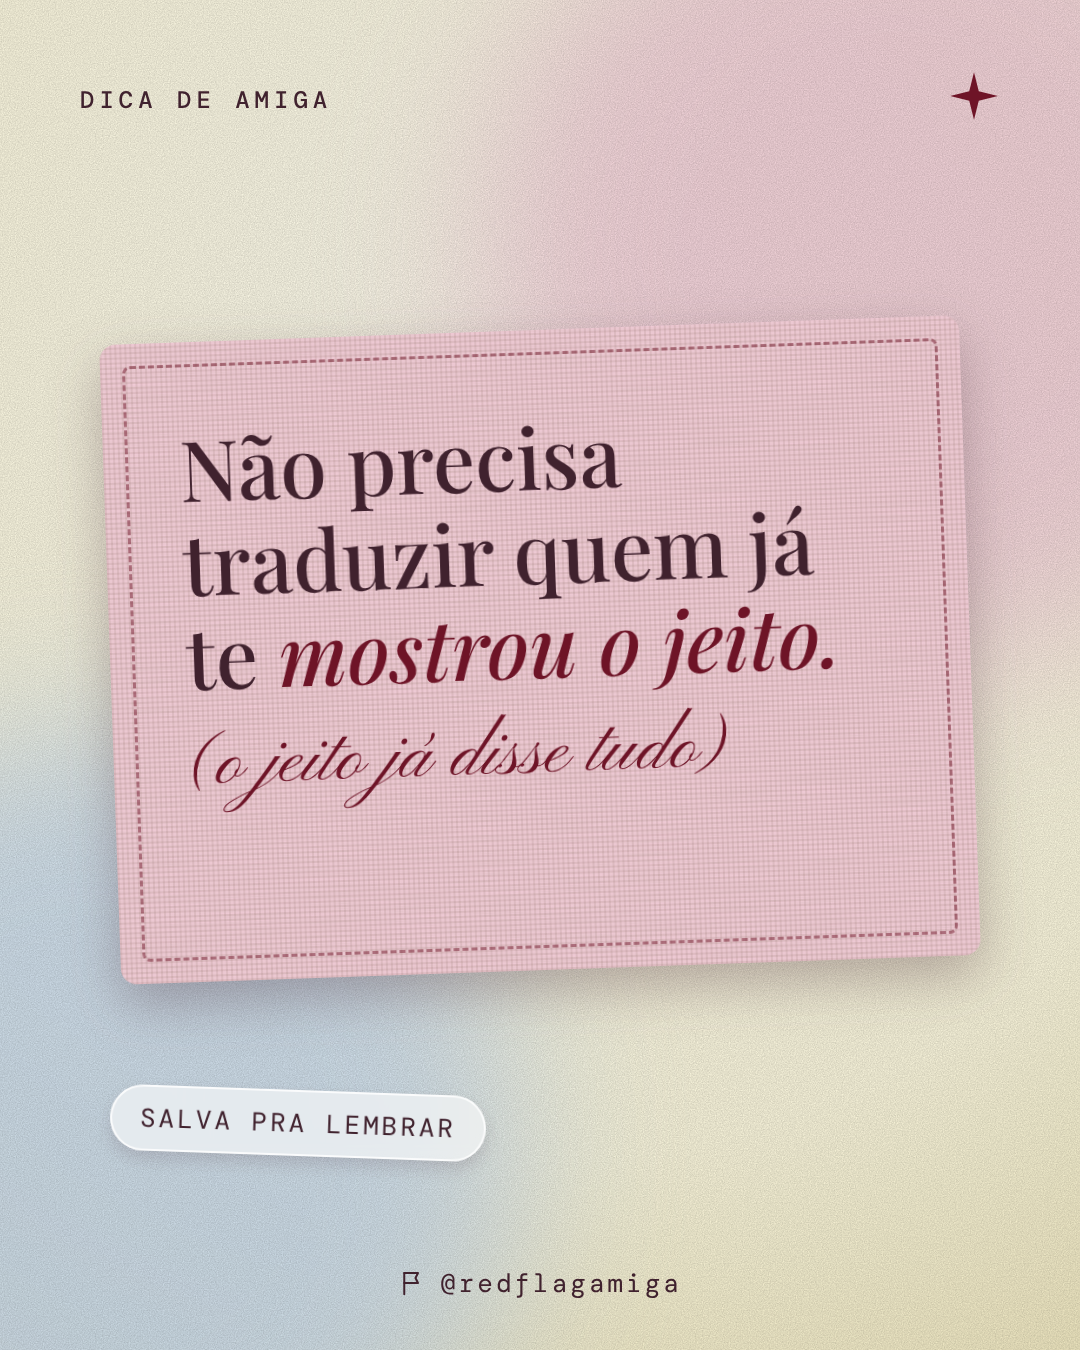 DICA DE AMIGA
Não precisa
traduzir quem já
te mostrou o jeito.
(o jeito já disse tudo)
SALVA PRA LEMBRAR
@redflagamiga